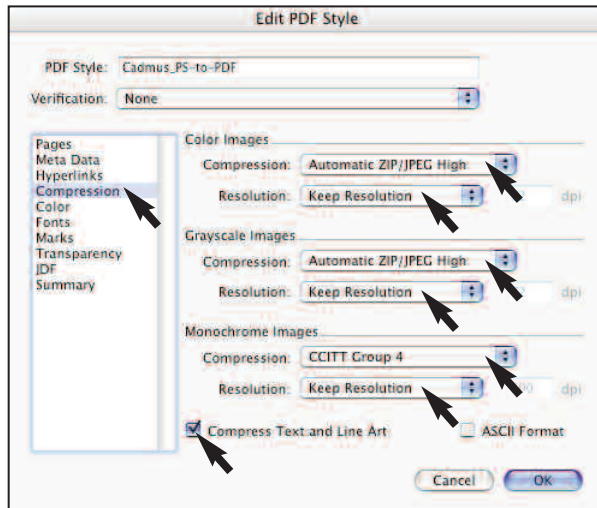 Edit PDF Style
PDF Style: Cadmus_PS-to-PDF
Verification: None
Pages
Meta Data
Hyperlinks
Compression
Color
Fonts
Marks
Transparency
JDF
Summary
Color Images
Compression: Automatic ZIP/JPEG High
Resolution: Keep Resolution dpi
Grayscale Images
Compression: Automatic ZIP/JPEG High
Resolution: Keep Resolution dpi
Monochrome Images
Compression: CCITT Group 4
Resolution: Keep Resolution dpi
Compress Text and Line Art ASCII Format
Cancel OK